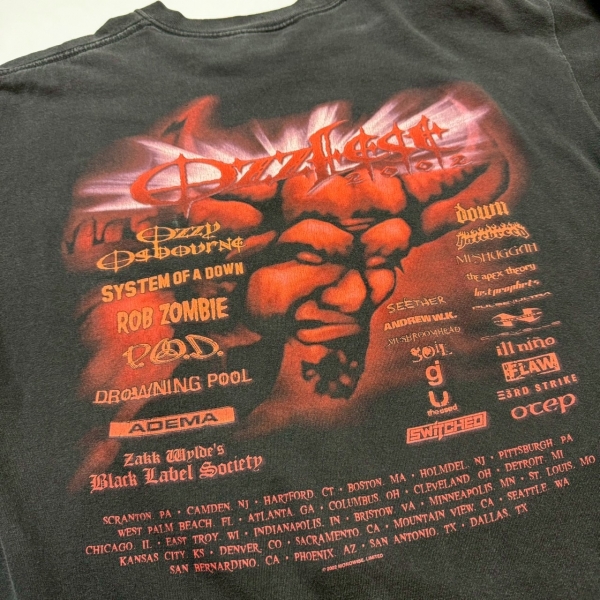 Ozzfest
2002
Ozzy
Osbourne
SYSTEM OF A DOWN
ROB ZOMBIE
P.O.D.
DROWNING POOL
ADEMA
Zakk Wylde's
Black Label Society
down
hatebreed
MESHUGGAH
the apex theory
lostprophets
SEETHER
ANDREW W.K.
MUSHROOMHEAD
SOiL
g
u
the used
SWITCHED
N
ill niño
FLAW
3RD STRIKE
OTEP
SCRANTON, PA • CAMDEN, NJ • HARTFORD, CT • BOSTON, MA • HOLMDEL, NJ • PITTSBURGH, PA
WEST PALM BEACH, FL • ATLANTA, GA • COLUMBUS, OH • CLEVELAND, OH • DETROIT, MI
CHICAGO, IL • EAST TROY, WI • INDIANAPOLIS, IN • BRISTOW, VA • MINNEAPOLIS, MN • ST. LOUIS, MO
KANSAS CITY, KS • DENVER, CO • SACRAMENTO, CA • MOUNTAIN VIEW, CA • SEATTLE, WA
SAN BERNARDINO, CA • PHOENIX, AZ • SAN ANTONIO, TX • DALLAS, TX